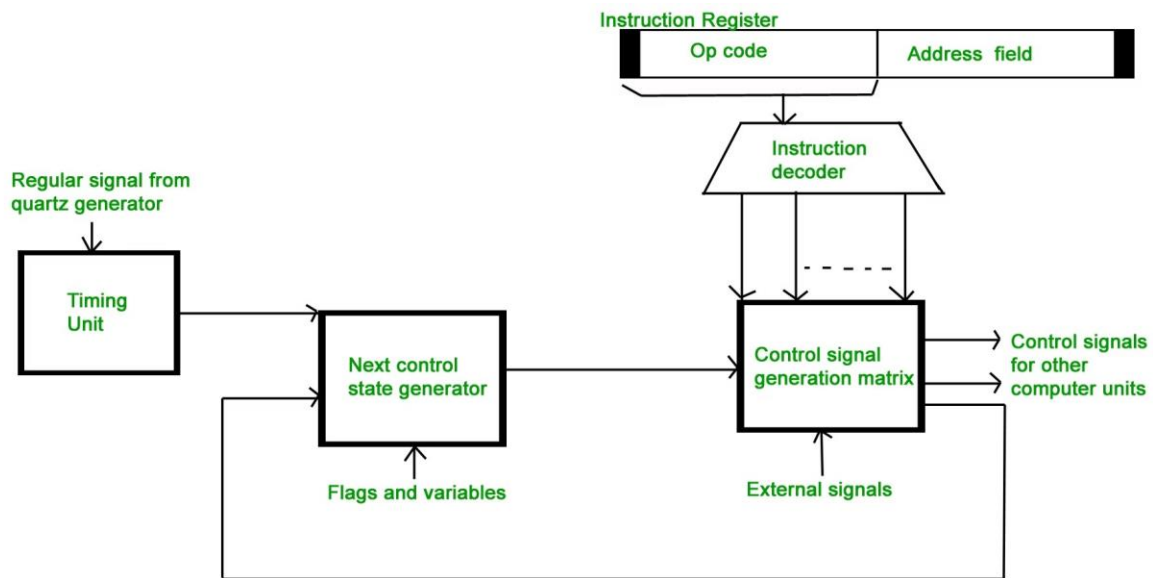 Instruction Register
Op code
Address field
Instruction
decoder
Regular signal from
quartz generator
Timing
Unit
Next control
state generator
Control signal
generation matrix
Control signals
for other
computer units
Flags and variables
External signals